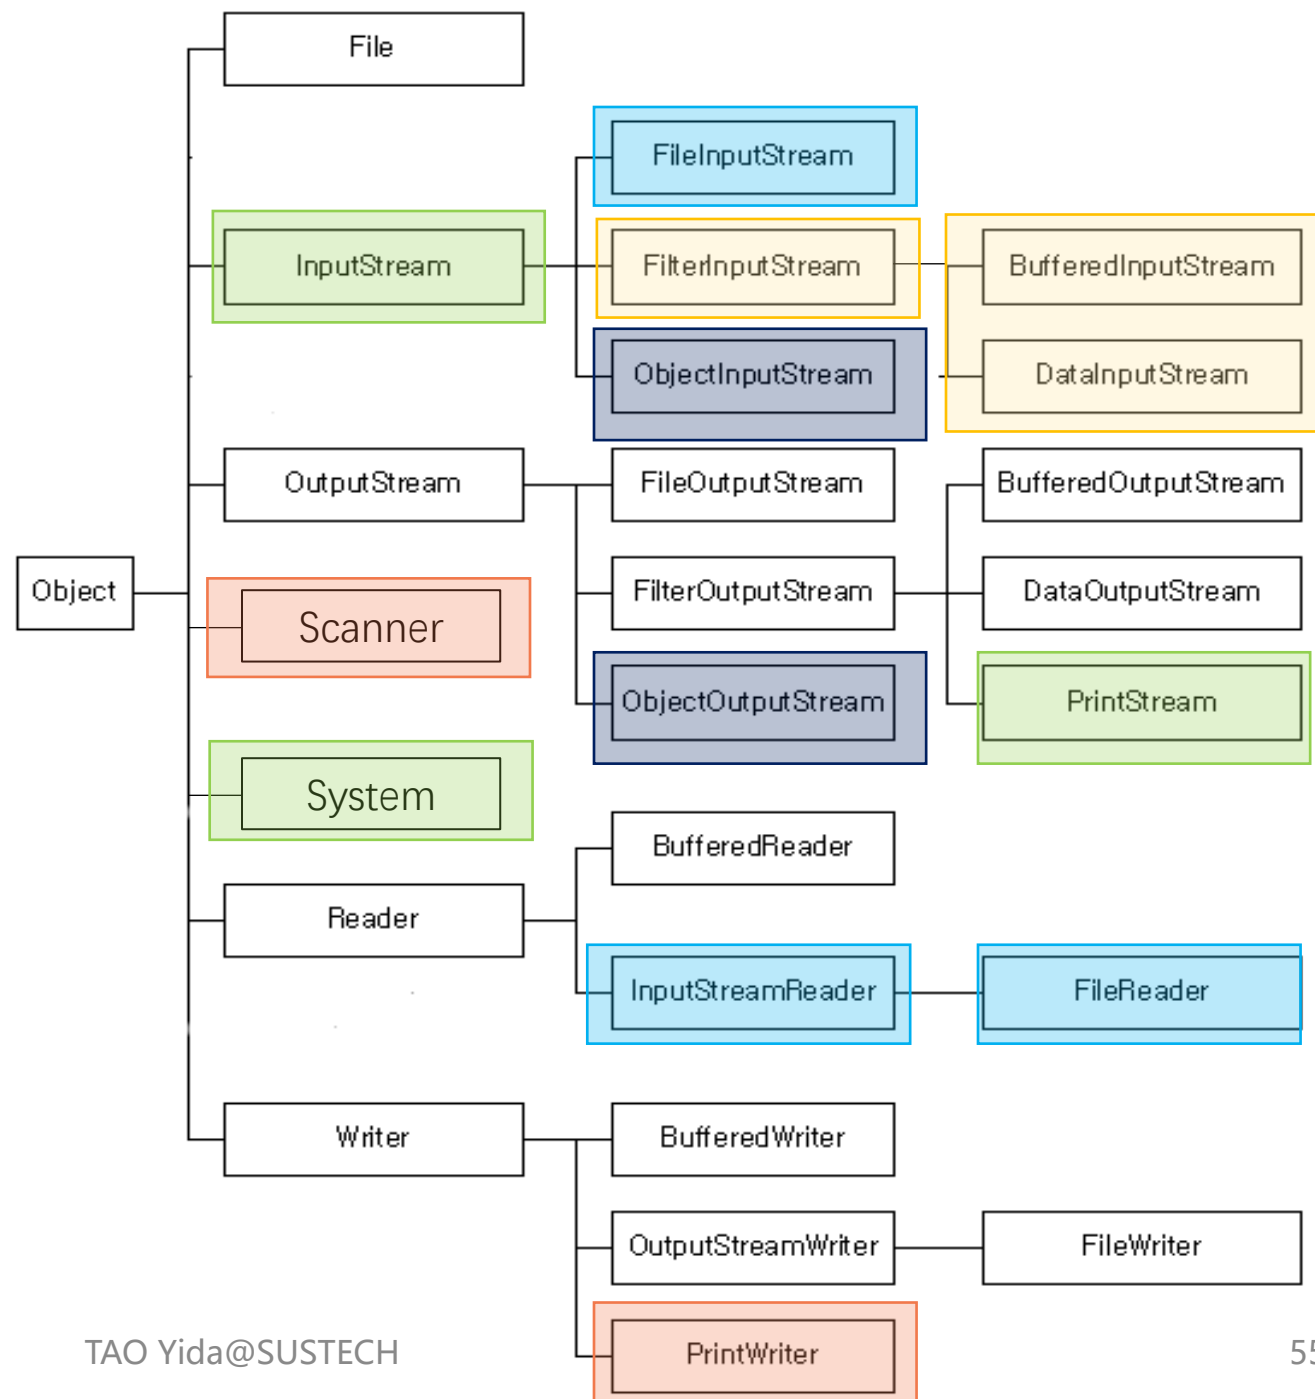 File
FileInputStream
InputStream
FilterInputStream
BufferedInputStream
ObjectInputStream
DataInputStream
OutputStream
FileOutputStream
BufferedOutputStream
Object
FilterOutputStream
DataOutputStream
Scanner
ObjectOutputStream
PrintStream
System
BufferedReader
Reader
InputStreamReader
FileReader
Writer
BufferedWriter
OutputStreamWriter
FileWriter
PrintWriter
TAO Yida@SUSTECH
55